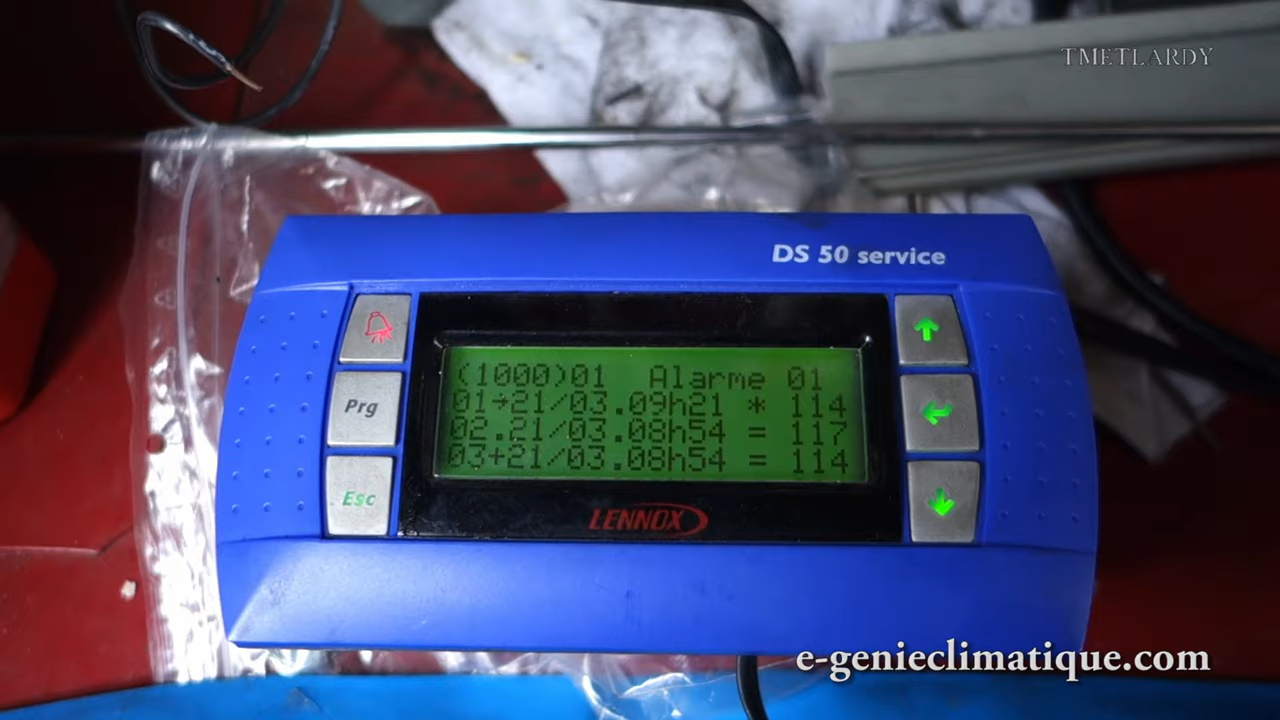 TMETLARDY
DS 50 service
Prg
Esc
(1000)01 Alarme 01
01→21/03.09h21 * 114
02.21/03.08h54 = 117
03+21/03.08h54 = 114
LENNOX
e-genieclimatique.com